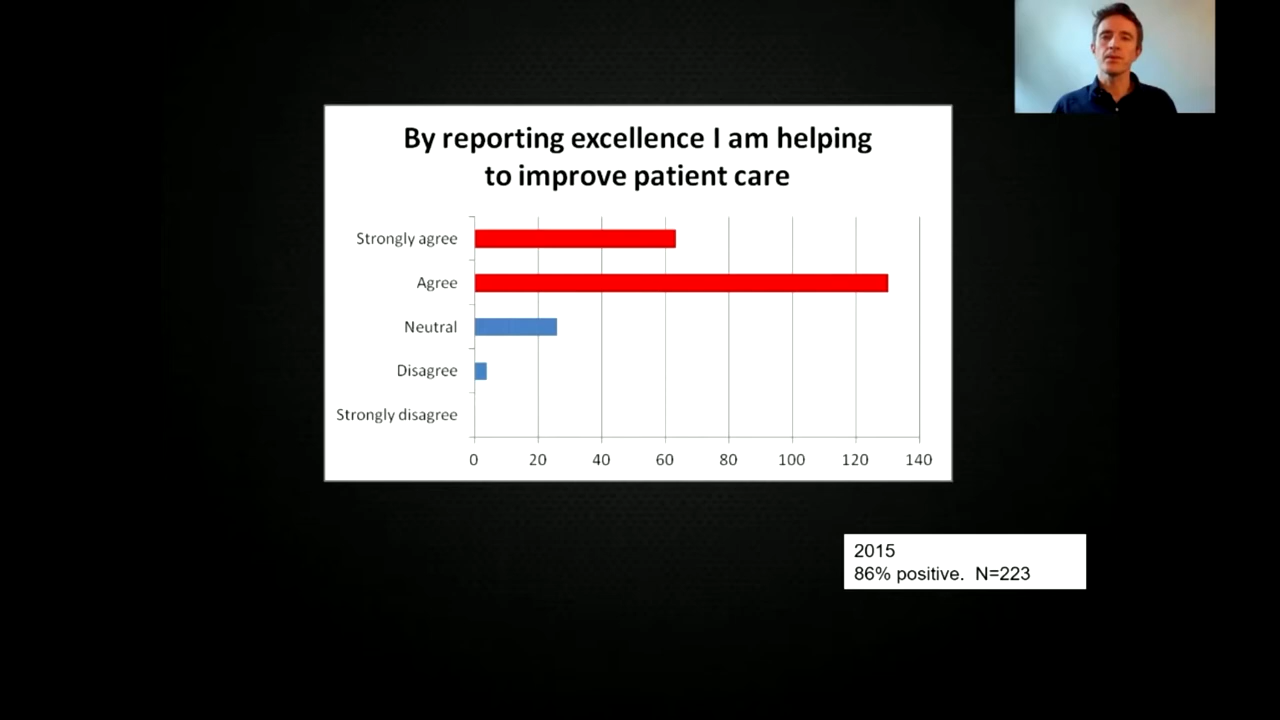 By reporting excellence I am helping
to improve patient care
Strongly agree
Agree
Neutral
Disagree
Strongly disagree
0 20 40 60 80 100 120 140
2015
86% positive.  N=223